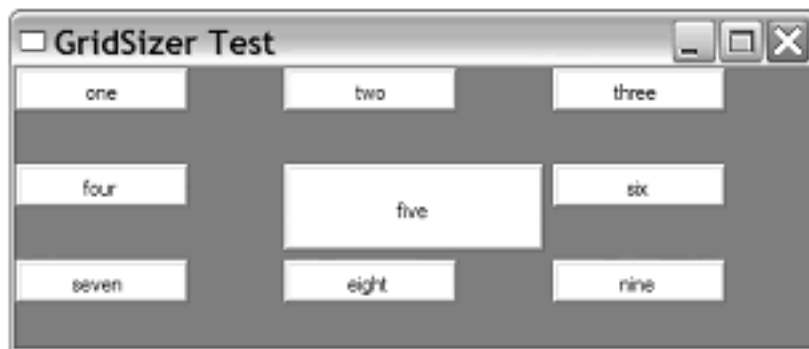 GridSizer Test
one two three
four five six
seven eight nine